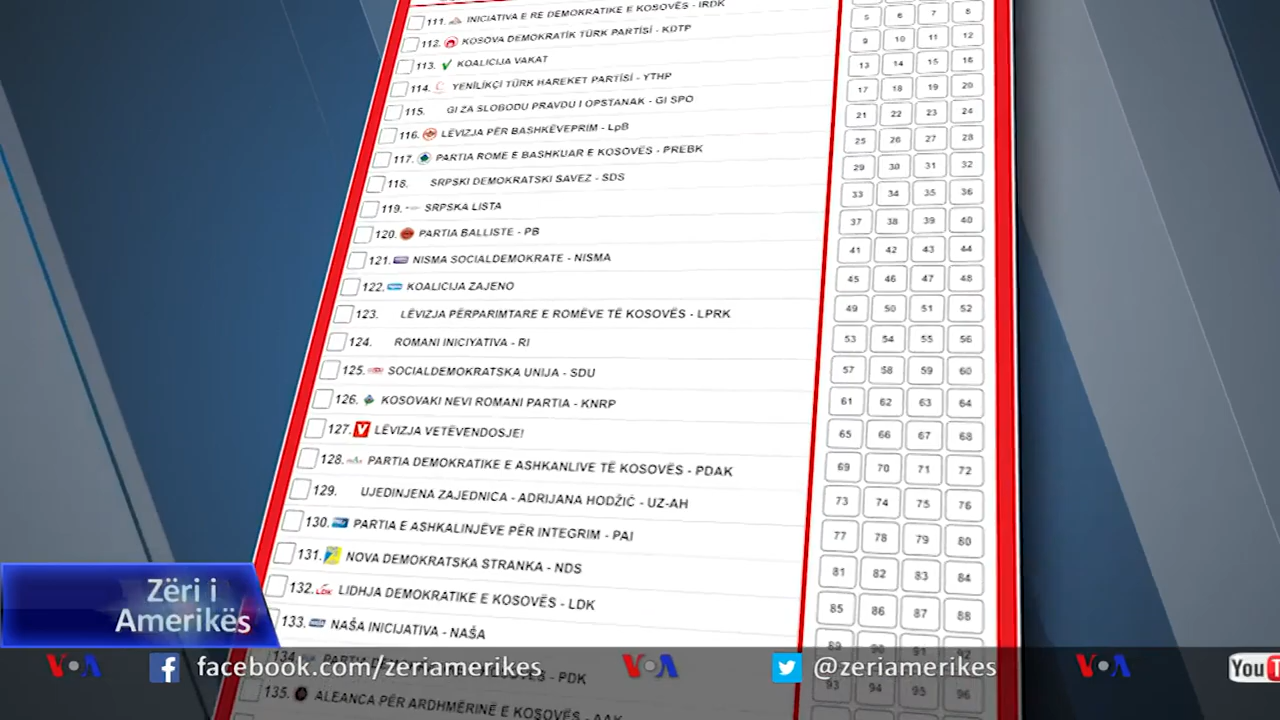 111. INICIATIVA E RE DEMOKRATIKE E KOSOVËS - IRDK
112. KOSOVA DEMOKRATİK TÜRK PARTİSİ - KDTP
113. KOALICIJA VAKAT
114. YENİLİKÇİ TÜRK HAREKET PARTİSİ - YTHP
115. GI ZA SLOBODU PRAVDU I OPSTANAK - GI SPO
116. LËVIZJA PËR BASHKËVEPRIM - LpB
117. PARTIA ROME E BASHKUAR E KOSOVËS - PREBK
118. SRPSKI DEMOKRATSKI SAVEZ - SDS
119. SRPSKA LISTA
120. PARTIA BALLISTE - PB
121. NISMA SOCIALDEMOKRATE - NISMA
122. KOALICIJA ZAJENO
123. LËVIZJA PËRPARIMTARE E ROMËVE TË KOSOVËS - LPRK
124. ROMANI INICIYATIVA - RI
125. SOCIALDEMOKRATSKA UNIJA - SDU
126. KOSOVAKI NEVI ROMANI PARTIA - KNRP
127. LËVIZJA VETËVENDOSJE!
128. PARTIA DEMOKRATIKE E ASHKANLIVE TË KOSOVËS - PDAK
129. UJEDINJENA ZAJEDNICA - ADRIJANA HODŽIĆ - UZ-AH
130. PARTIA E ASHKALINJËVE PËR INTEGRIM - PAI
131. NOVA DEMOKRATSKA STRANKA - NDS
132. LDK LIDHJA DEMOKRATIKE E KOSOVËS - LDK
133. NAŠA INICIJATIVA - NAŠA
134. - PDK
135. ALEANCA PËR ARDHMËRINË E KOSOVËS - AAK
5 6 7 8
9 10 11 12
13 14 15 16
17 18 19 20
21 22 23 24
25 26 27 28
29 30 31 32
33 34 35 36
37 38 39 40
41 42 43 44
45 46 47 48
49 50 51 52
53 54 55 56
57 58 59 60
61 62 63 64
65 66 67 68
69 70 71 72
73 74 75 76
77 78 79 80
81 82 83 84
85 86 87 88
89 90 91 92
93 94 95 96
Zëri i
Amerikës
VOA facebook.com/zeriamerikes VOA @zeriamerikes VOA You